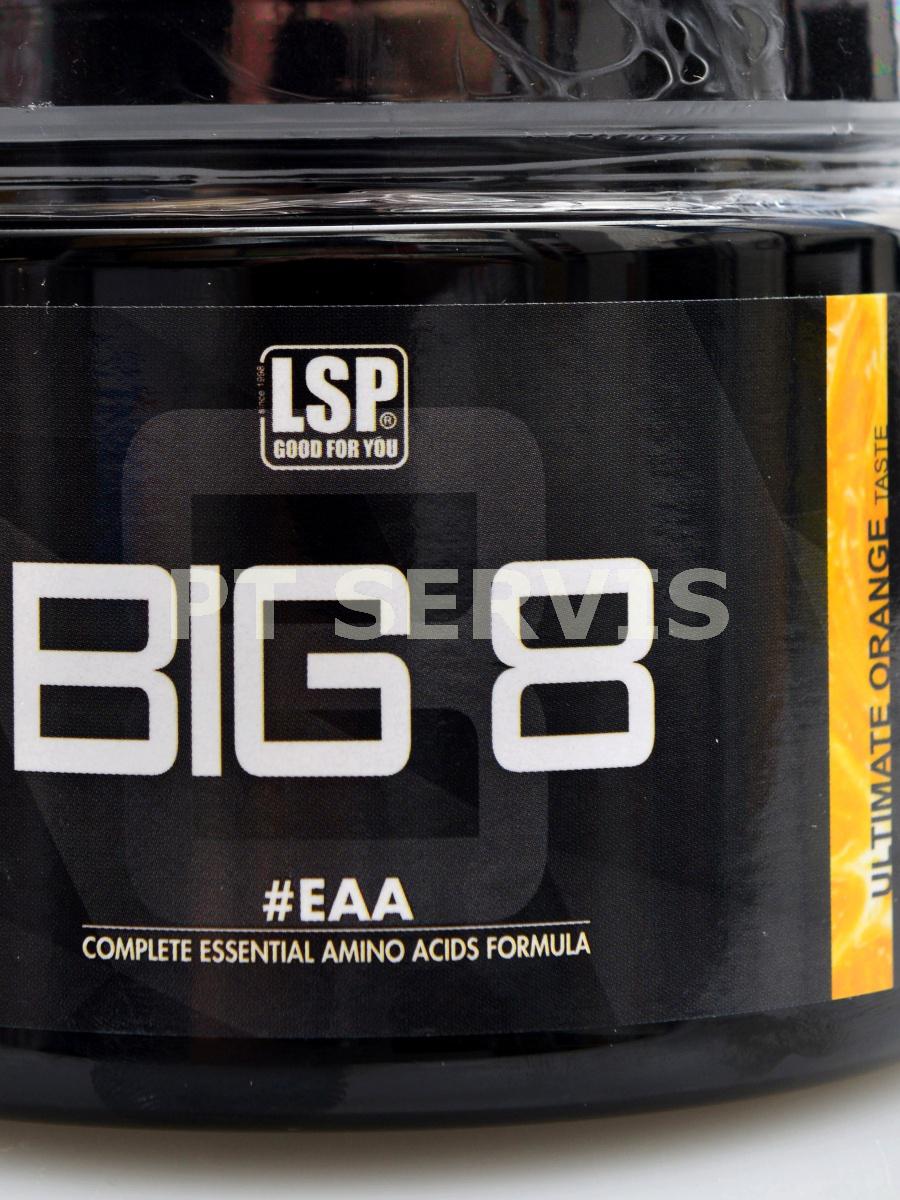 since 1998
LSP®
GOOD FOR YOU
BIG 8
PT SERVIS
#EAA
COMPLETE ESSENTIAL AMINO ACIDS FORMULA
ULTIMATE ORANGE TASTE